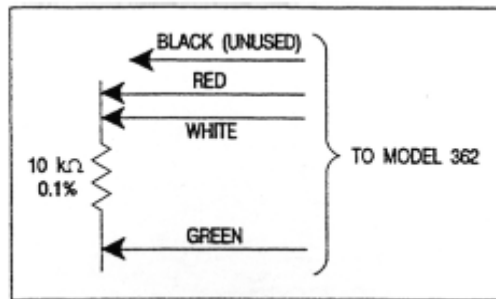 BLACK (UNUSED)
RED
WHITE
10 kΩ
0.1%
TO MODEL 362
GREEN